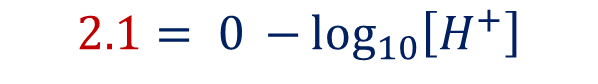 2.1 = 0 − log₁₀[H⁺]